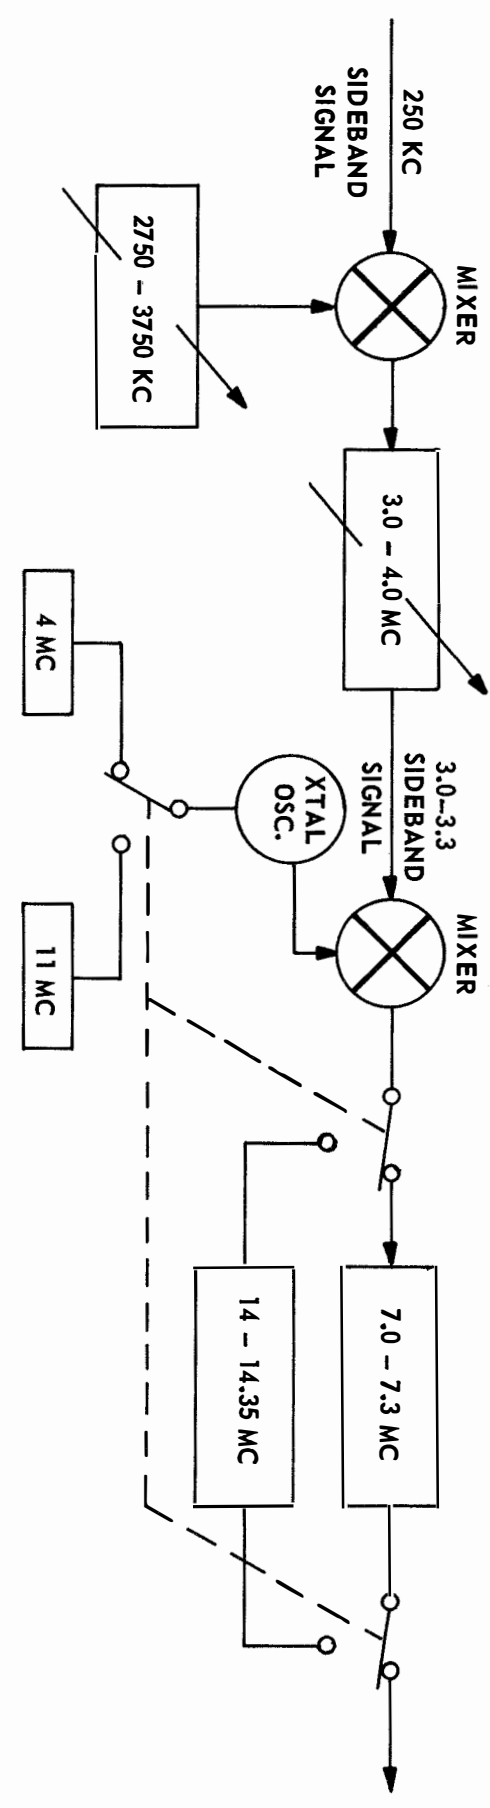 250 KC
SIDEBAND
SIGNAL
MIXER
2750 – 3750 KC
3.0 – 4.0 MC
3.0–3.3
SIDEBAND
SIGNAL
MIXER
XTAL
OSC.
4 MC
11 MC
7.0 – 7.3 MC
14 – 14.35 MC